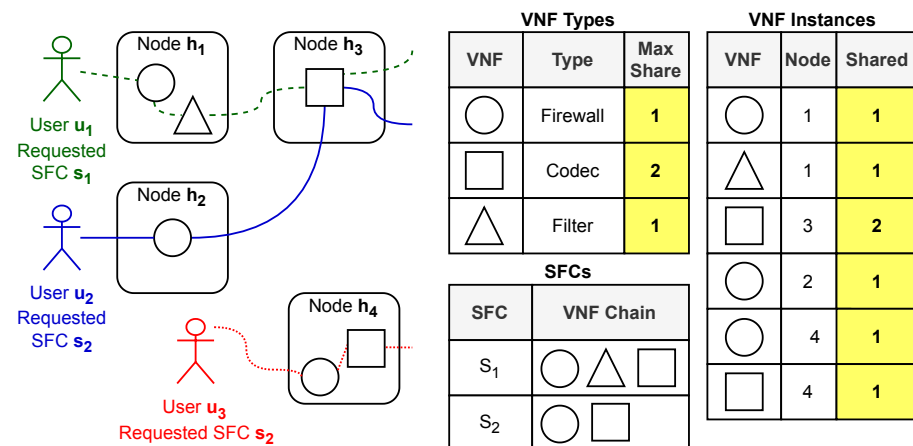 Node h1
Node h3
User u1
Requested
SFC s1
Node h2
User u2
Requested
SFC s2
Node h4
User u3
Requested SFC s2
VNF Types
VNF Type Max Share
Firewall 1
Codec 2
Filter 1
SFCs
SFC VNF Chain
S1
S2
VNF Instances
VNF Node Shared
1 1
1 1
3 2
2 1
4 1
4 1